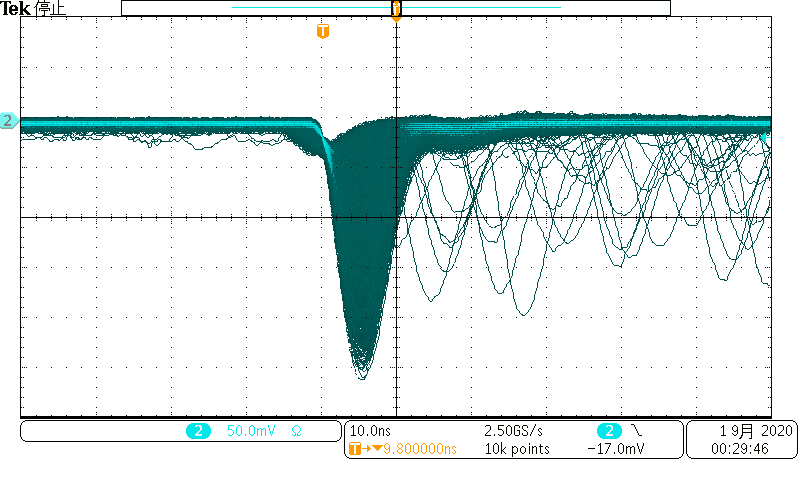 Tek 停止
T
T
2
2 50.0mV Ω
10.0ns 2.50GS/s 2
T→▼9.800000ns 10k points -17.0mV
1 9月 2020
00:29:46